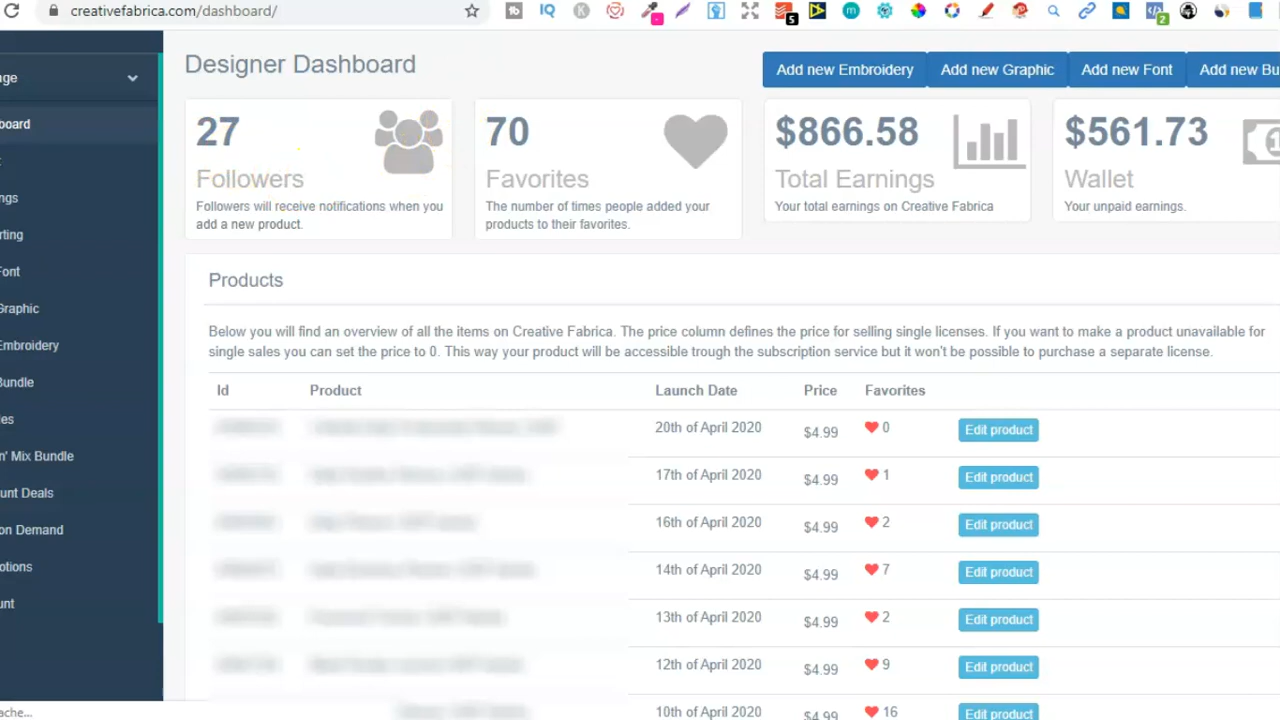 creativefabrica.com/dashboard/
5
2
nge
board
Designer Dashboard
Add new Embroidery
Add new Graphic
Add new Font
Add new Bu
27
Followers
Followers will receive notifications when you
add a new product.
70
Favorites
The number of times people added your
products to their favorites.
$866.58
Total Earnings
Your total earnings on Creative Fabrica
$561.73
Wallet
Your unpaid earnings.
t
ngs
rting
Font
Graphic
Embroidery
Bundle
es
n' Mix Bundle
unt Deals
on Demand
otions
unt
Products
Below you will find an overview of all the items on Creative Fabrica. The price column defines the price for selling single licenses. If you want to make a product unavailable for
single sales you can set the price to 0. This way your product will be accessible trough the subscription service but it won't be possible to purchase a separate license.
Id Product Launch Date Price Favorites
20th of April 2020 $4.99 0 Edit product
17th of April 2020 $4.99 1 Edit product
16th of April 2020 $4.99 2 Edit product
14th of April 2020 $4.99 7 Edit product
13th of April 2020 $4.99 2 Edit product
12th of April 2020 $4.99 9 Edit product
10th of April 2020 $4.99 16 Edit product
ache...